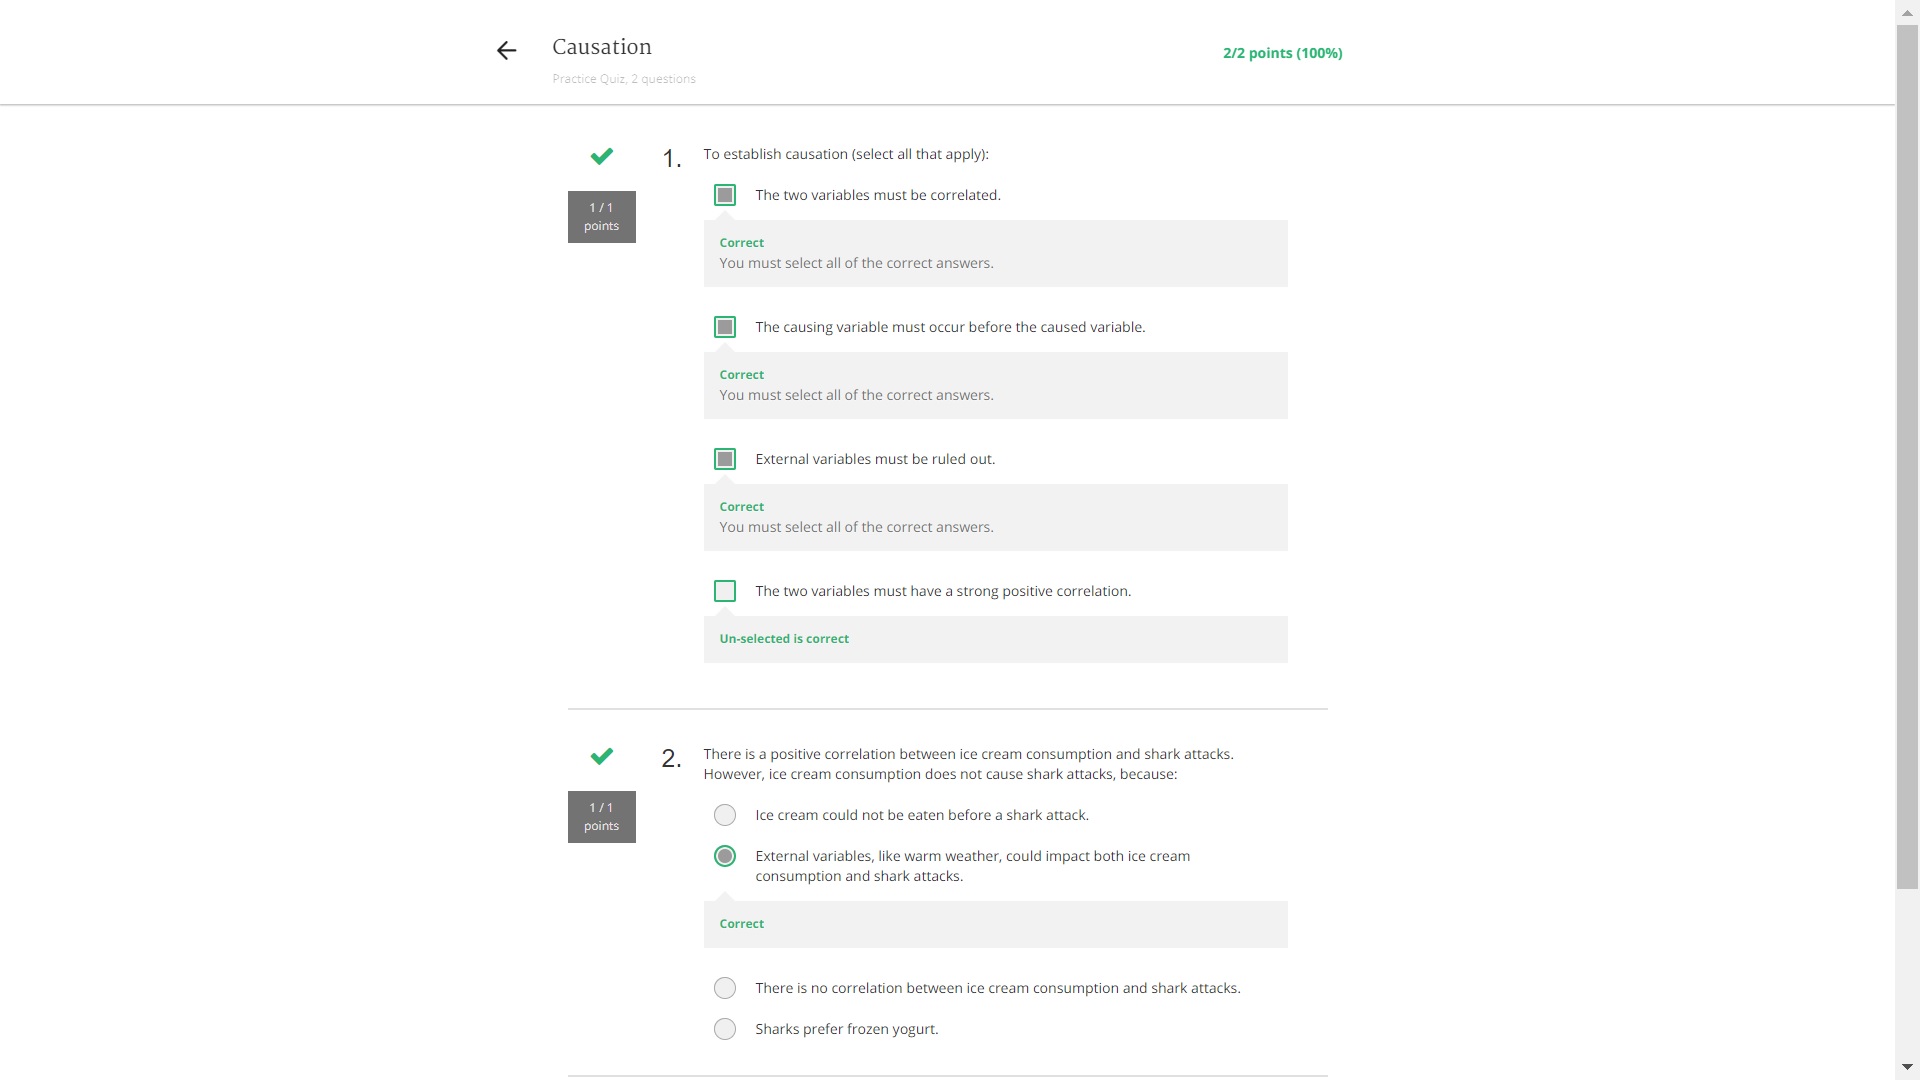 Causation
Practice Quiz, 2 questions
2/2 points (100%)
1 / 1
points
1.
To establish causation (select all that apply):
The two variables must be correlated.
Correct
You must select all of the correct answers.
The causing variable must occur before the caused variable.
Correct
You must select all of the correct answers.
External variables must be ruled out.
Correct
You must select all of the correct answers.
The two variables must have a strong positive correlation.
Un-selected is correct
1 / 1
points
2.
There is a positive correlation between ice cream consumption and shark attacks.
However, ice cream consumption does not cause shark attacks, because:
Ice cream could not be eaten before a shark attack.
External variables, like warm weather, could impact both ice cream
consumption and shark attacks.
Correct
There is no correlation between ice cream consumption and shark attacks.
Sharks prefer frozen yogurt.